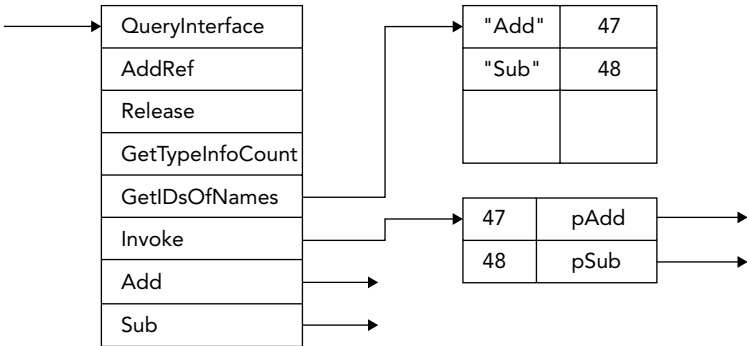 QueryInterface
AddRef
Release
GetTypeInfoCount
GetIDsOfNames
Invoke
Add
Sub
"Add" 47
"Sub" 48
47 pAdd
48 pSub